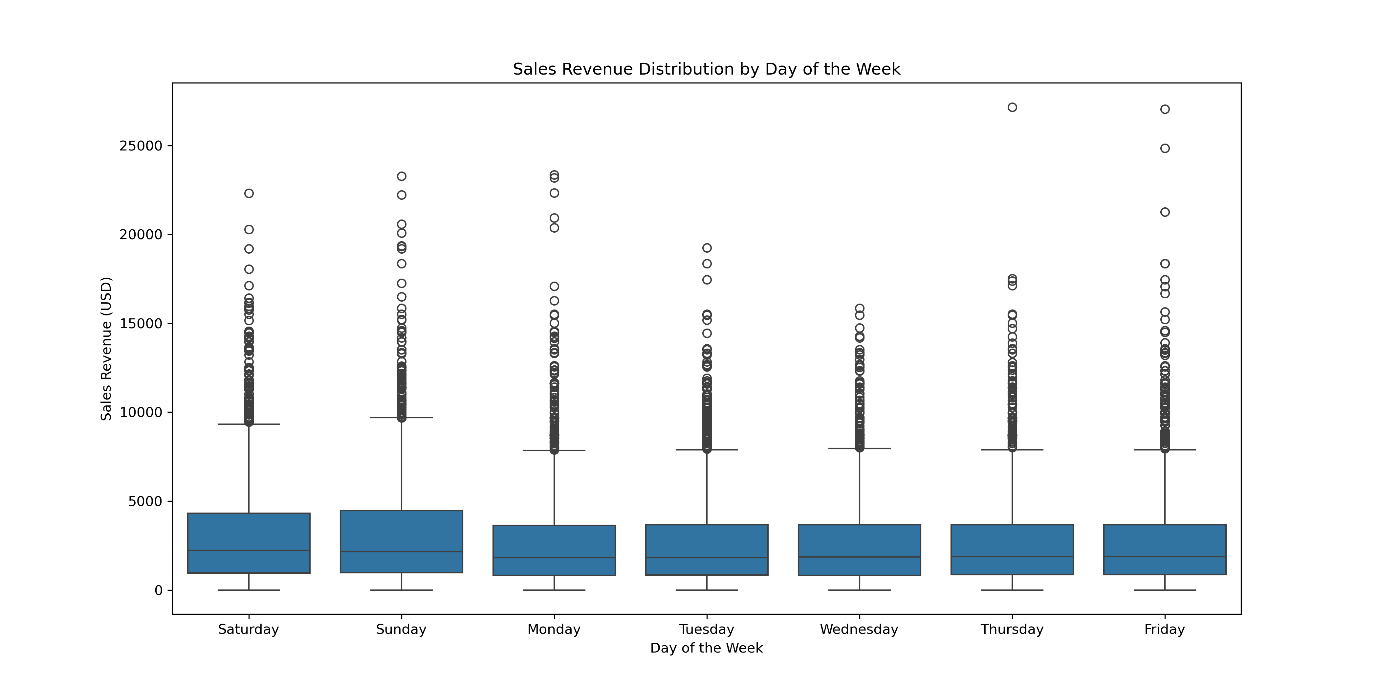 Sales Revenue Distribution by Day of the Week
Sales Revenue (USD)
25000
20000
15000
10000
5000
0
Saturday Sunday Monday Tuesday Wednesday Thursday Friday
Day of the Week